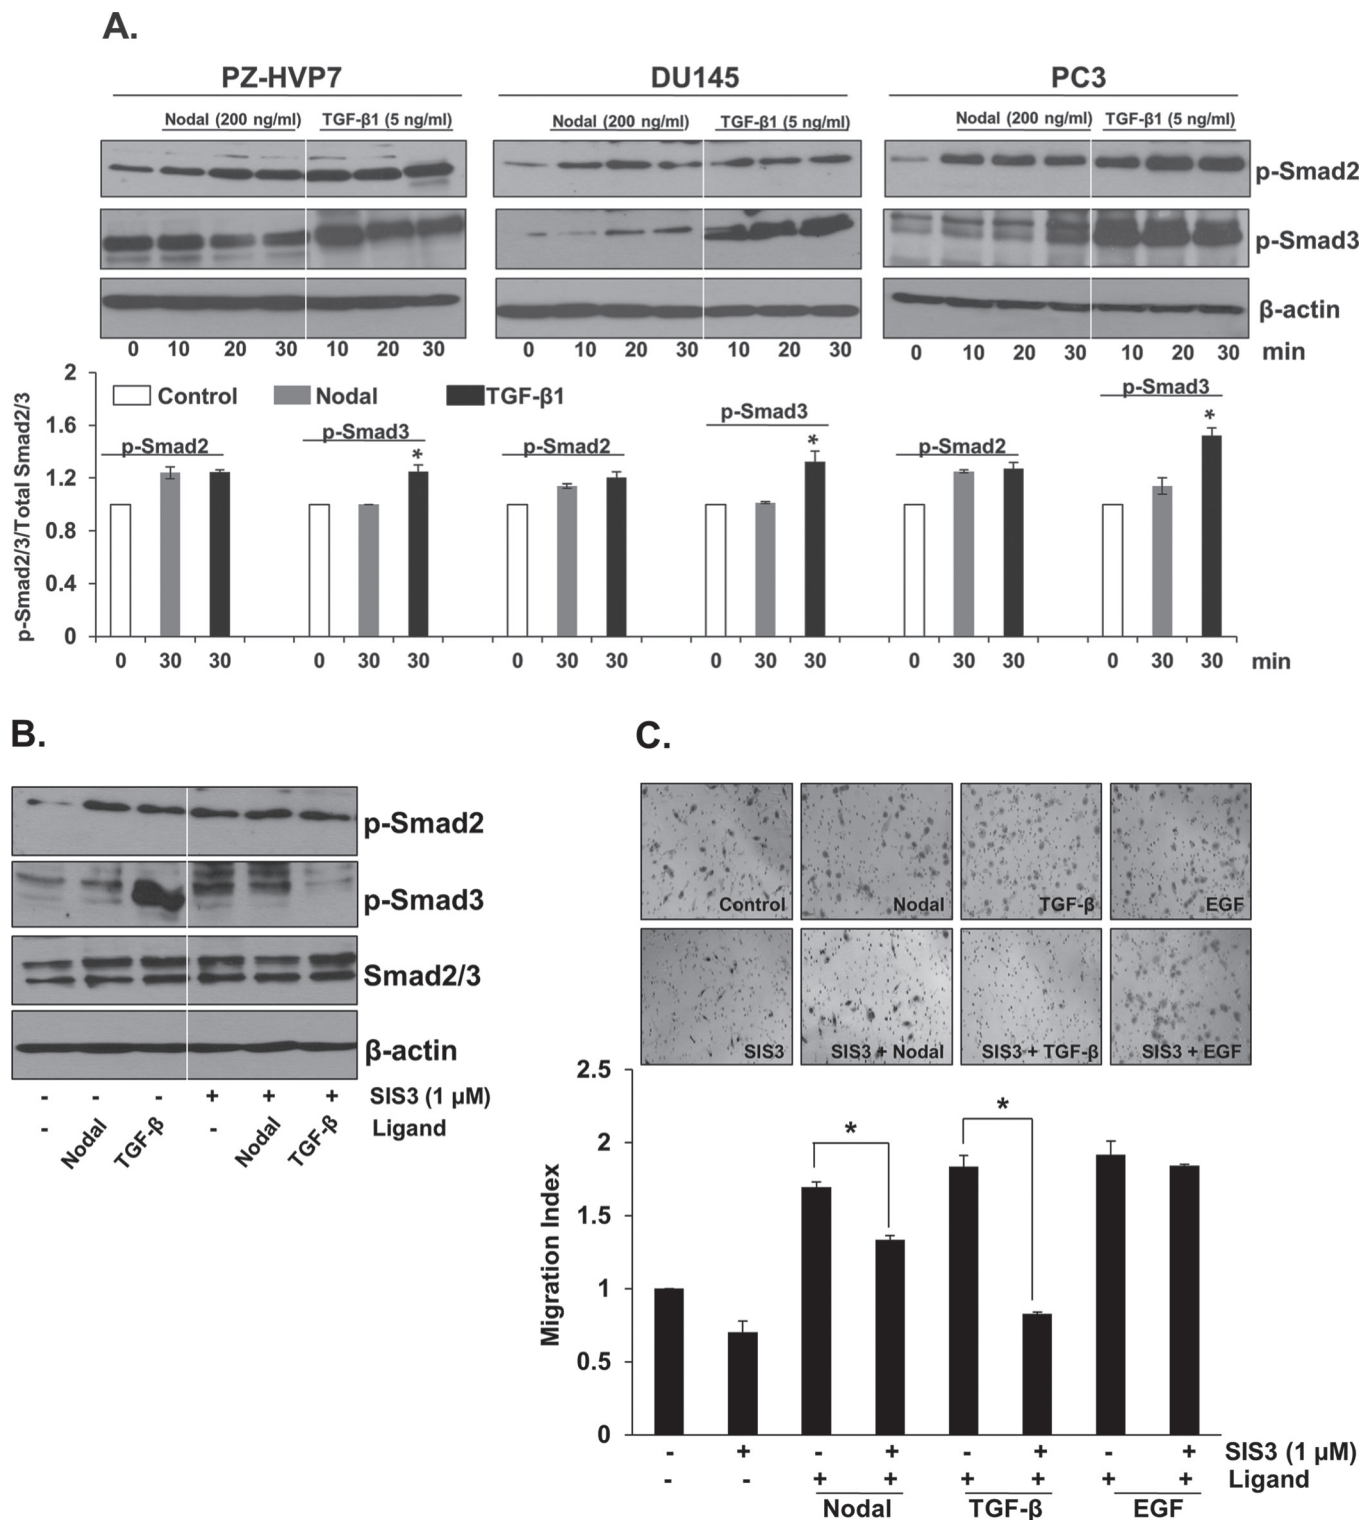 A.
PZ-HVP7 DU145 PC3
Nodal (200 ng/ml) TGF-β1 (5 ng/ml) Nodal (200 ng/ml) TGF-β1 (5 ng/ml) Nodal (200 ng/ml) TGF-β1 (5 ng/ml)
p-Smad2
p-Smad3
β-actin
0 10 20 30 10 20 30 0 10 20 30 10 20 30 0 10 20 30 10 20 30 min
p-Smad2/3/Total Smad2/3
2
1.6
1.2
0.8
0.4
0
Control Nodal TGF-β1
p-Smad2 p-Smad3 p-Smad2 p-Smad3 p-Smad2 p-Smad3
* * *
0 30 30 0 30 30 0 30 30 0 30 30 0 30 30 0 30 30 min
B.
p-Smad2
p-Smad3
Smad2/3
β-actin
- - - + + + SIS3 (1 μM)
- Nodal TGF-β - Nodal TGF-β Ligand
C.
Control Nodal TGF-β EGF
SIS3 SIS3 + Nodal SIS3 + TGF-β SIS3 + EGF
Migration Index
2.5
2
1.5
1
0.5
0
* *
- + - + - + - + SIS3 (1 μM)
- - + + + + + + Ligand
Nodal TGF-β EGF